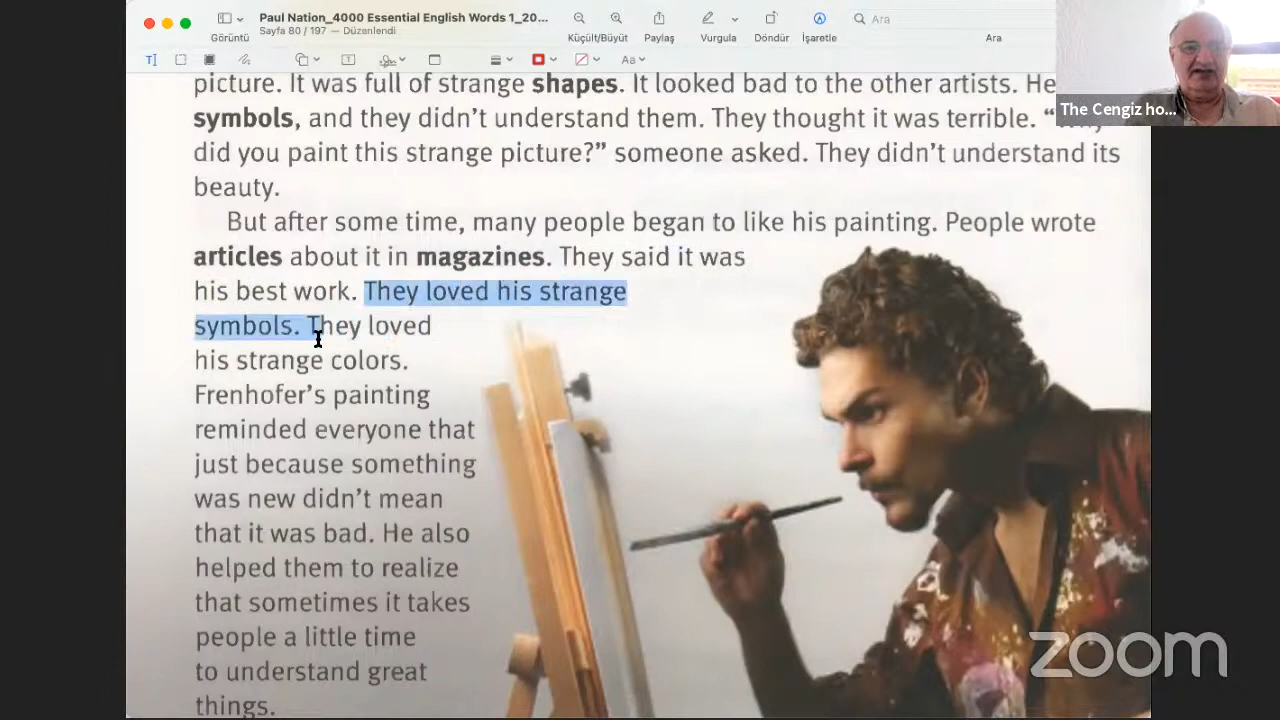 Paul Nation_4000 Essential English Words 1_20...
Sayfa 80 / 197 — Düzenlendi
Görüntü
Küçült/Büyüt
Paylaş
Vurgula
Döndür
İşaretle
Ara
Ara
Aa
The Cengiz ho...
picture. It was full of strange shapes. It looked bad to the other artists. He
symbols, and they didn’t understand them. They thought it was terrible.
did you paint this strange picture?” someone asked. They didn’t understand its
beauty.
But after some time, many people began to like his painting. People wrote
articles about it in magazines. They said it was
his best work. They loved his strange
symbols. They loved
his strange colors.
Frenhofer’s painting
reminded everyone that
just because something
was new didn’t mean
that it was bad. He also
helped them to realize
that sometimes it takes
people a little time
to understand great
things.
zoom